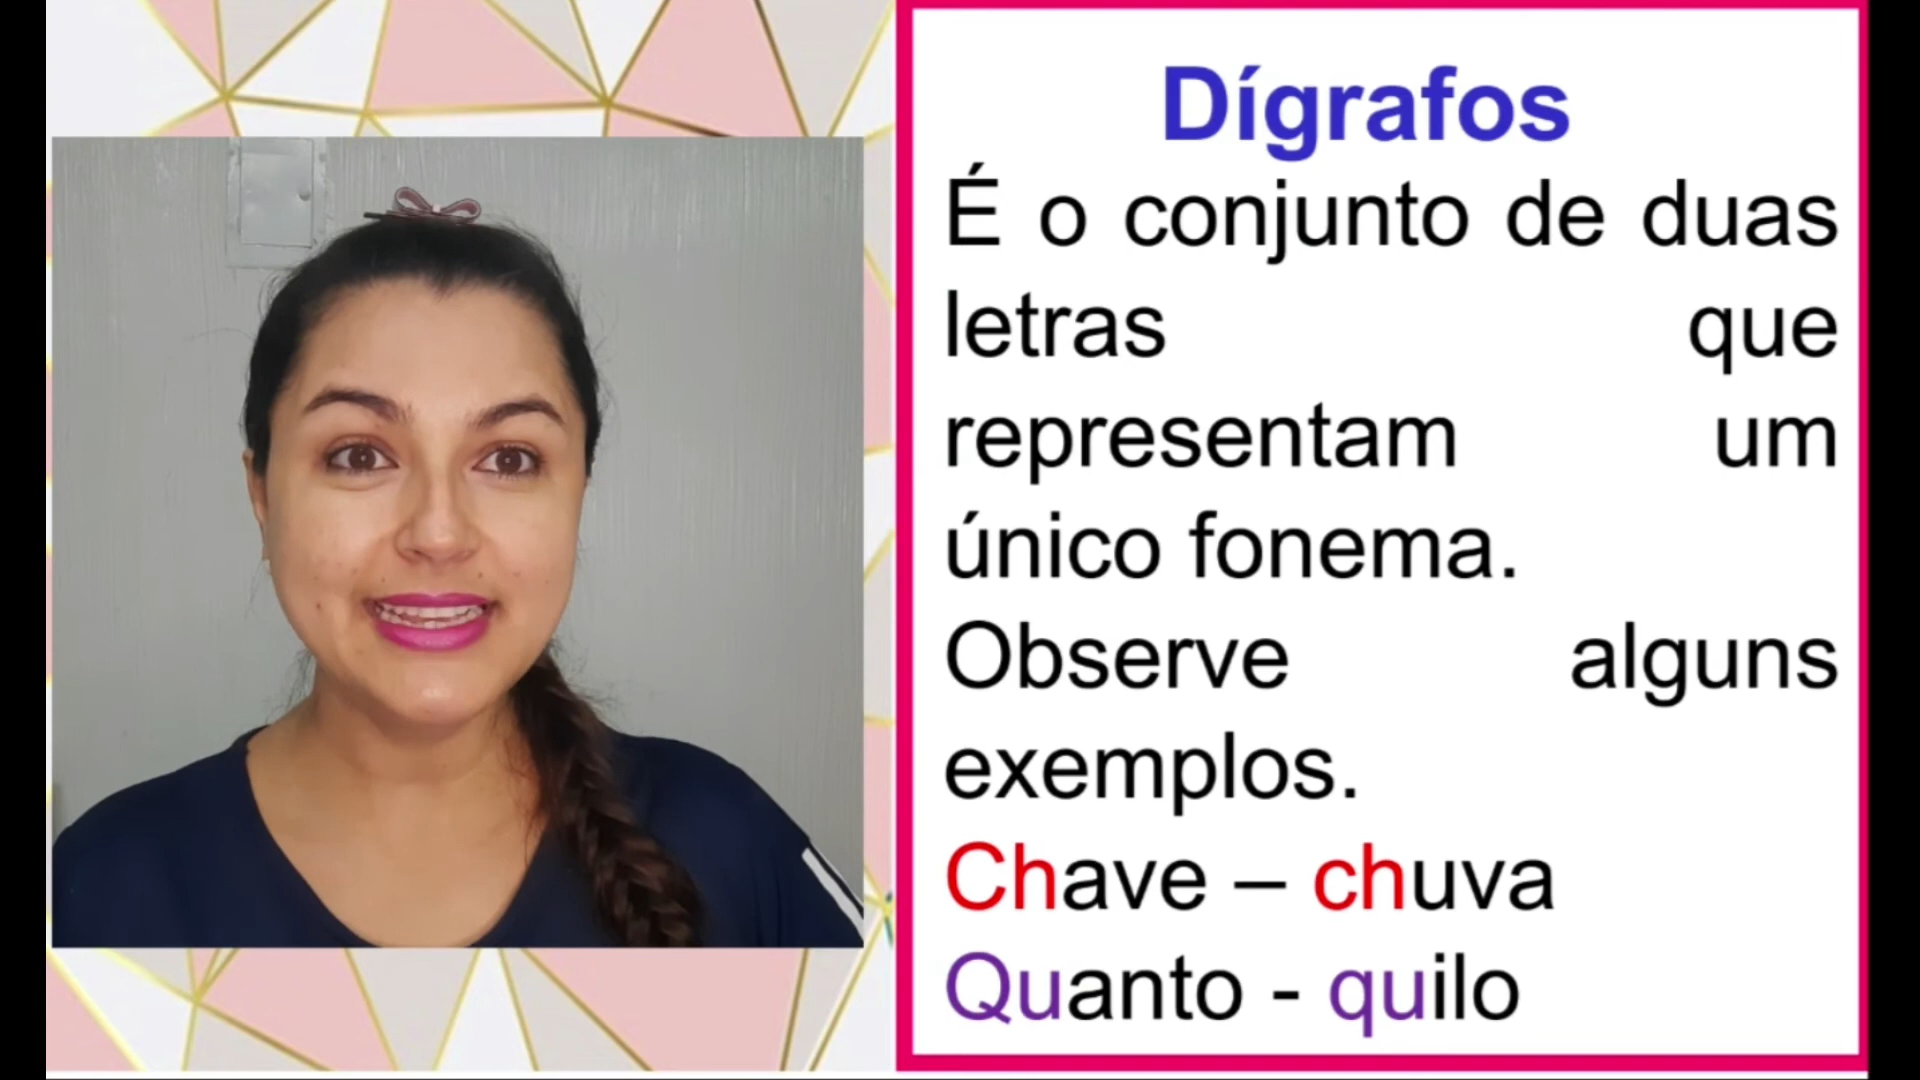 Dígrafos
É o conjunto de duas
letras que
representam um
único fonema.
Observe alguns
exemplos.
Chave – chuva
Quanto - quilo